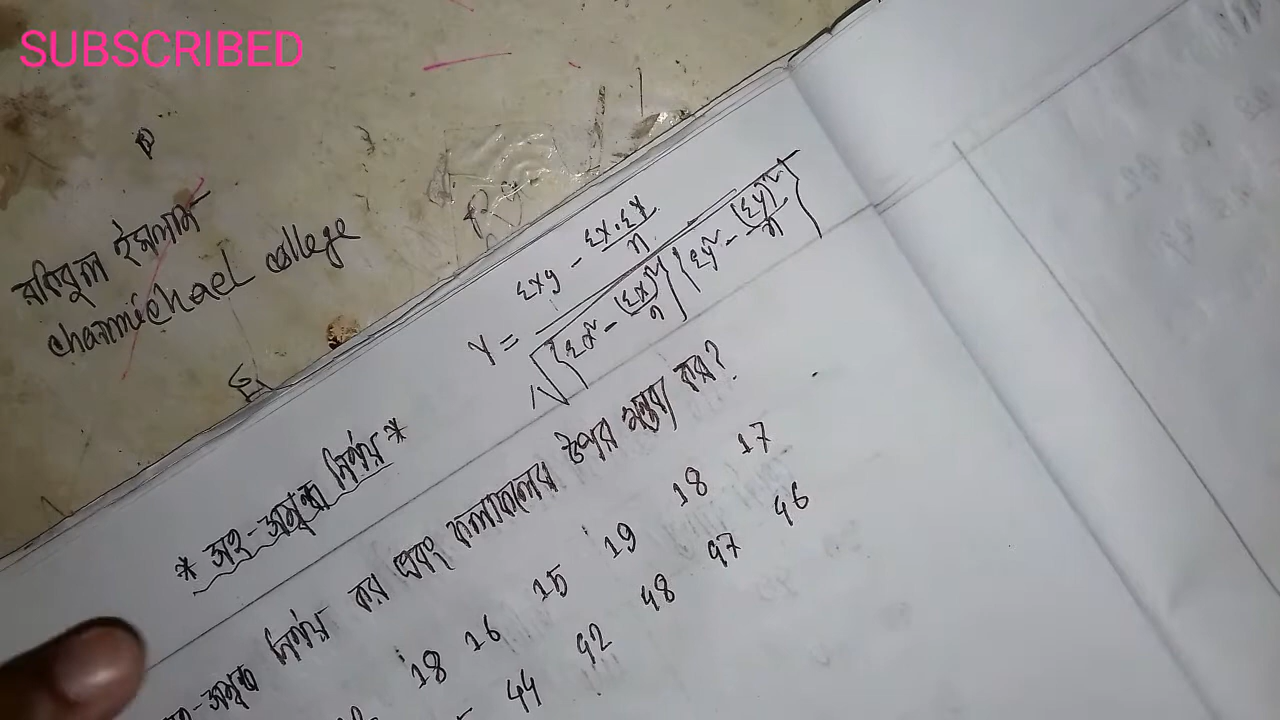 SUBSCRIBED
রবিবুল ইসলাম
charmichael college
γ = Σxy - Σx.Σy/n / √{Σx² - (Σx)²/n}{Σy² - (Σy)²/n}
* সহ-সম্বন্ধ নির্ণয় *
সহ-সম্বন্ধ নির্ণয় কর এবং ফলাফলের উপর মন্তব্য কর?
18 16 15 19 18 17
44 42 48 47 46